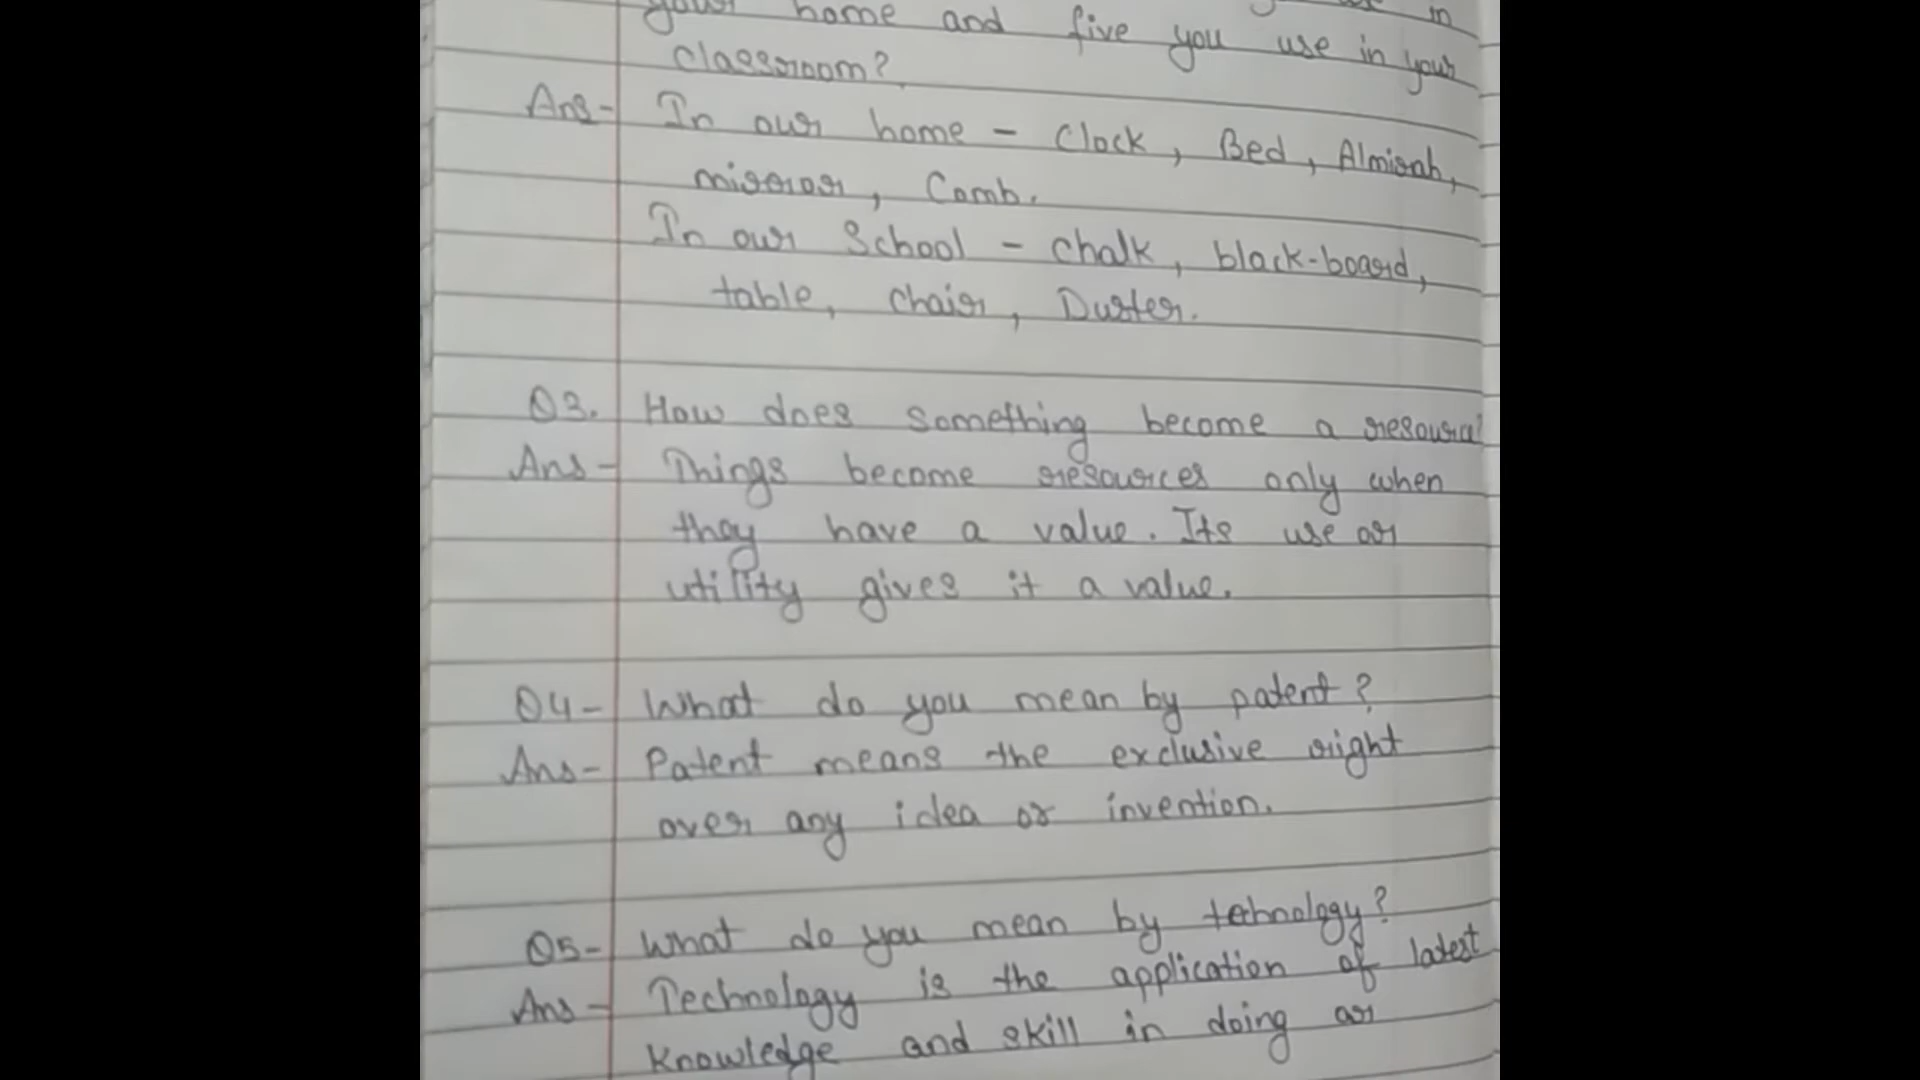 your home and five you use in your
classroom?
Ans- In our home - Clock, Bed, Almirah,
mirror, Comb.
In our School - chalk, black-board,
table, chair, Duster.
Q3. How does something become a resource
Ans- Things become resources only when
they have a value. Its use or
utility gives it a value.
Q4- What do you mean by patent?
Ans- Patent means the exclusive right
over any idea or invention.
Q5- What do you mean by technology?
Ans- Technology is the application of latest
knowledge and skill in doing or